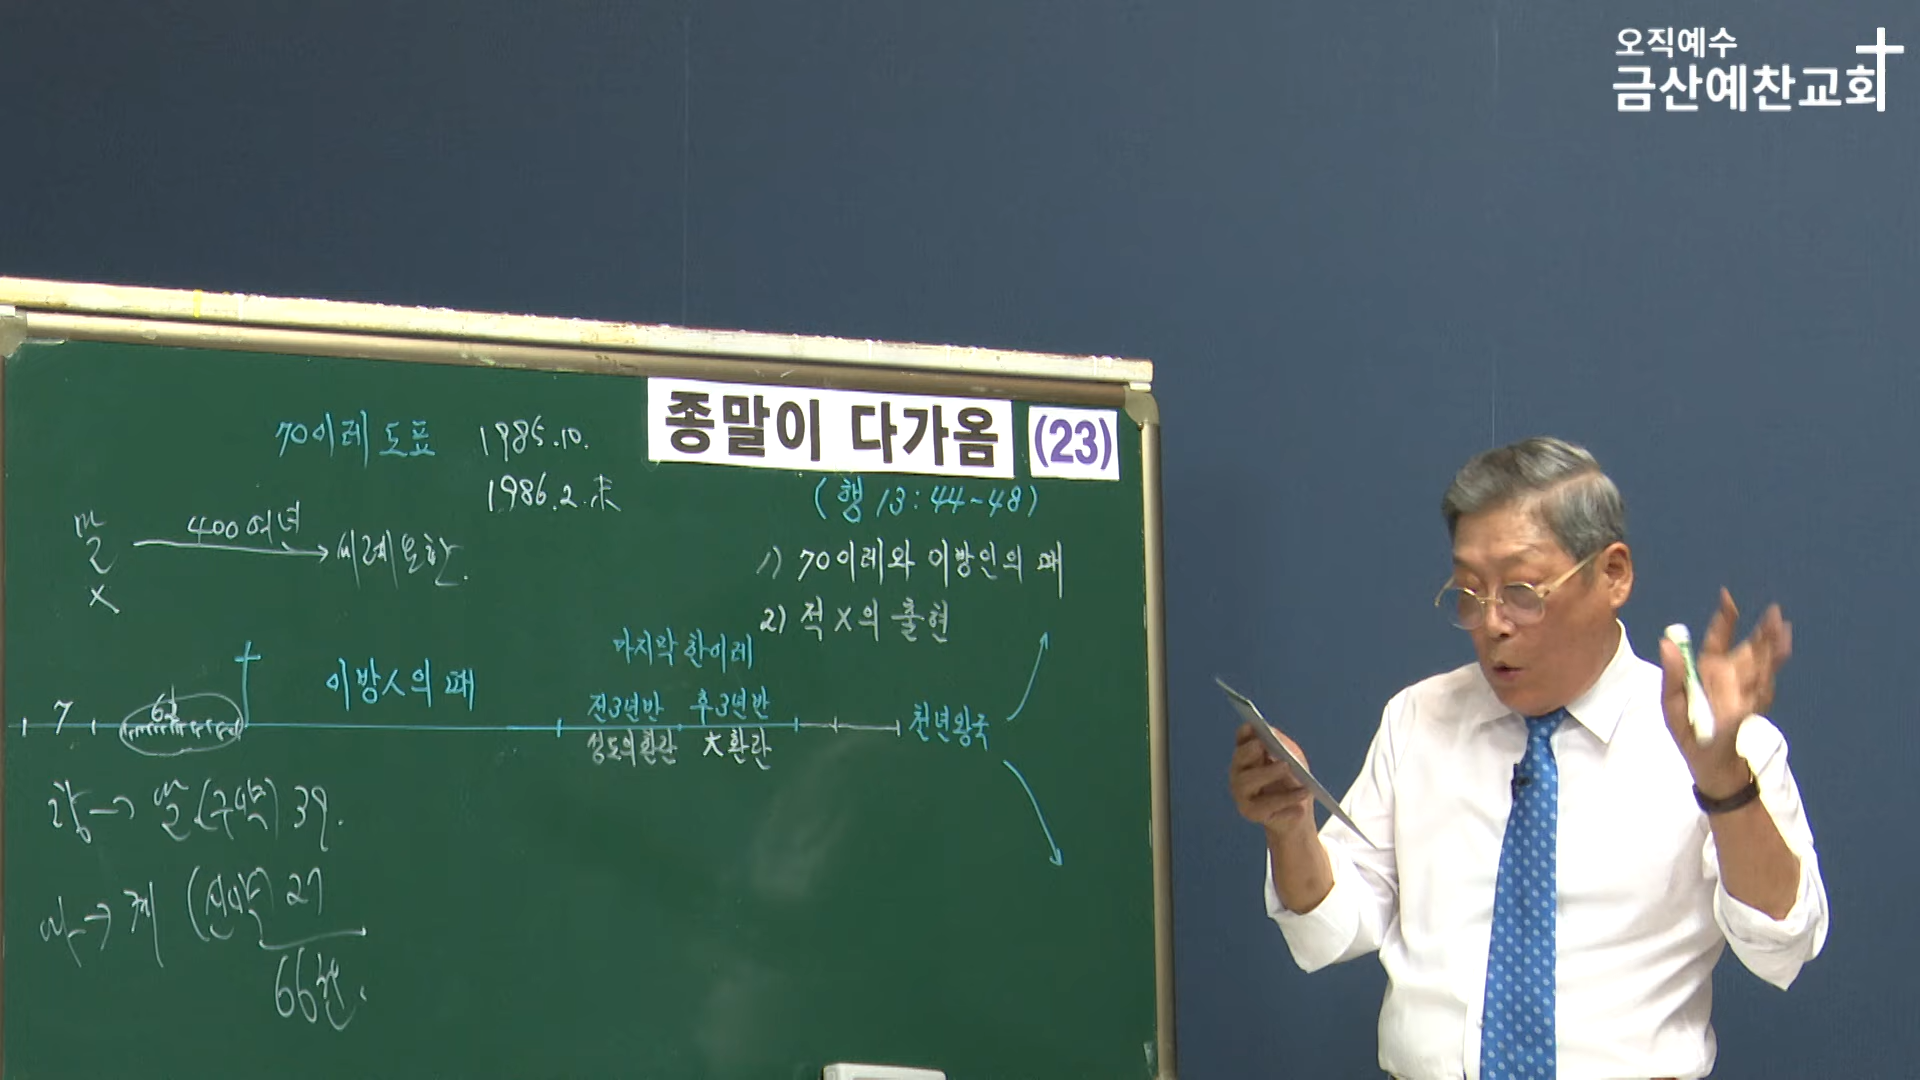 오직예수
금산예찬교회
종말이 다가옴 (23)
(행 13:44~48)
1) 70이레와 이방인의 때
2) 적X의 출현
70이레 도표 1985.10.
1986.2.末
말 400여년 세례요한.
X
7 62 이방人의 때
마지막 한이레
전3년반 후3년반
성도의환란 大환란
천년왕국
창→말(구약) 39.
마→계(신약) 27
66권.